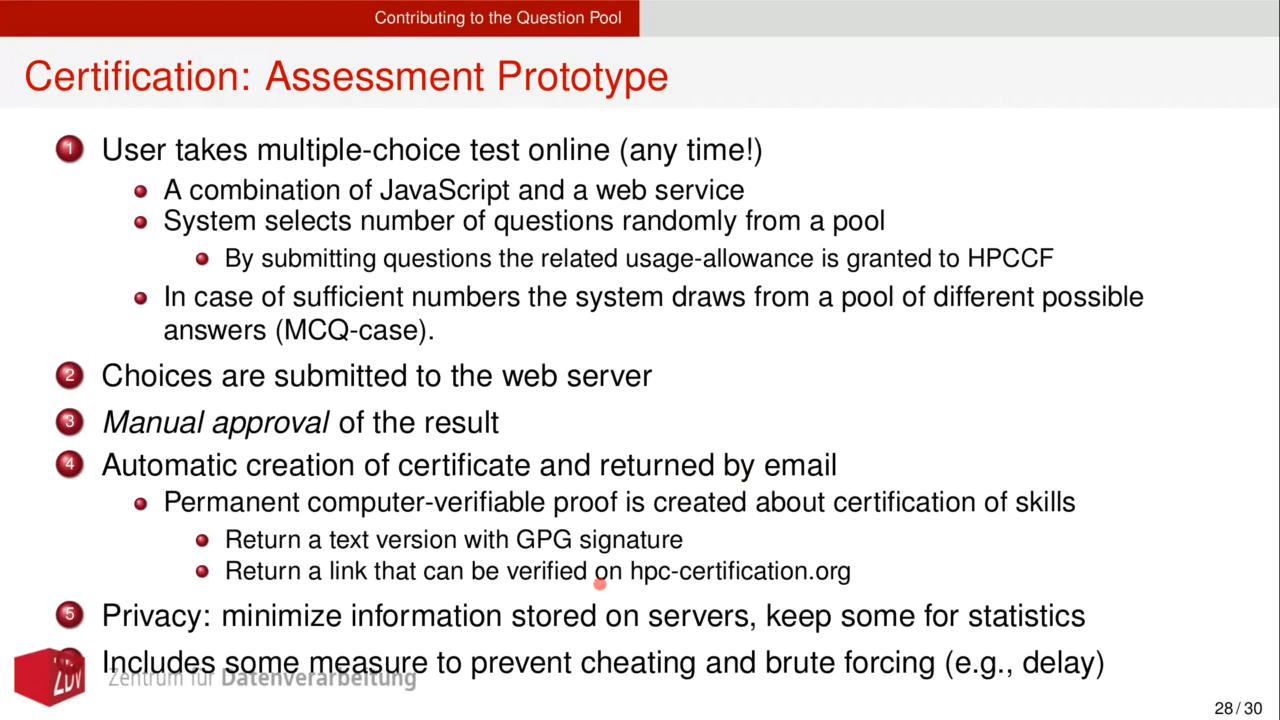 Contributing to the Question Pool
Certification: Assessment Prototype
1 User takes multiple-choice test online (any time!)
A combination of JavaScript and a web service
System selects number of questions randomly from a pool
By submitting questions the related usage-allowance is granted to HPCCF
In case of sufficient numbers the system draws from a pool of different possible
answers (MCQ-case).
2 Choices are submitted to the web server
3 Manual approval of the result
4 Automatic creation of certificate and returned by email
Permanent computer-verifiable proof is created about certification of skills
Return a text version with GPG signature
Return a link that can be verified on hpc-certification.org
5 Privacy: minimize information stored on servers, keep some for statistics
Includes some measure to prevent cheating and brute forcing (e.g., delay)
ZDV Zentrum für Datenverarbeitung
28 / 30